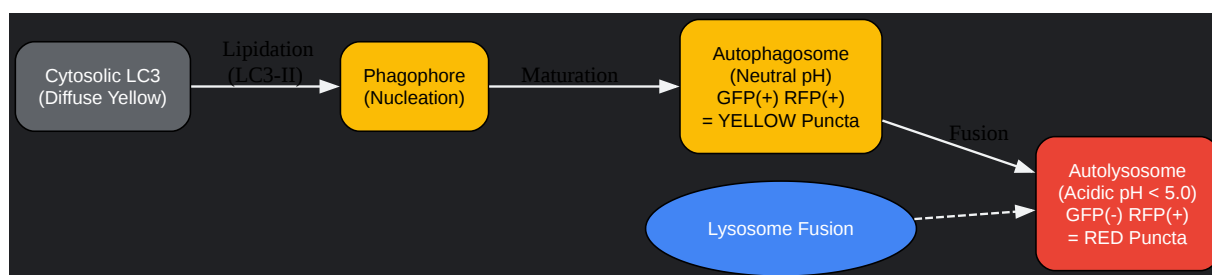 Cytosolic LC3
(Diffuse Yellow)
Lipidation
(LC3-II)
Phagophore
(Nucleation)
Maturation
Autophagosome
(Neutral pH)
GFP(+) RFP(+)
= YELLOW Puncta
Fusion
Lysosome Fusion
Autolysosome
(Acidic pH < 5.0)
GFP(-) RFP(+)
= RED Puncta